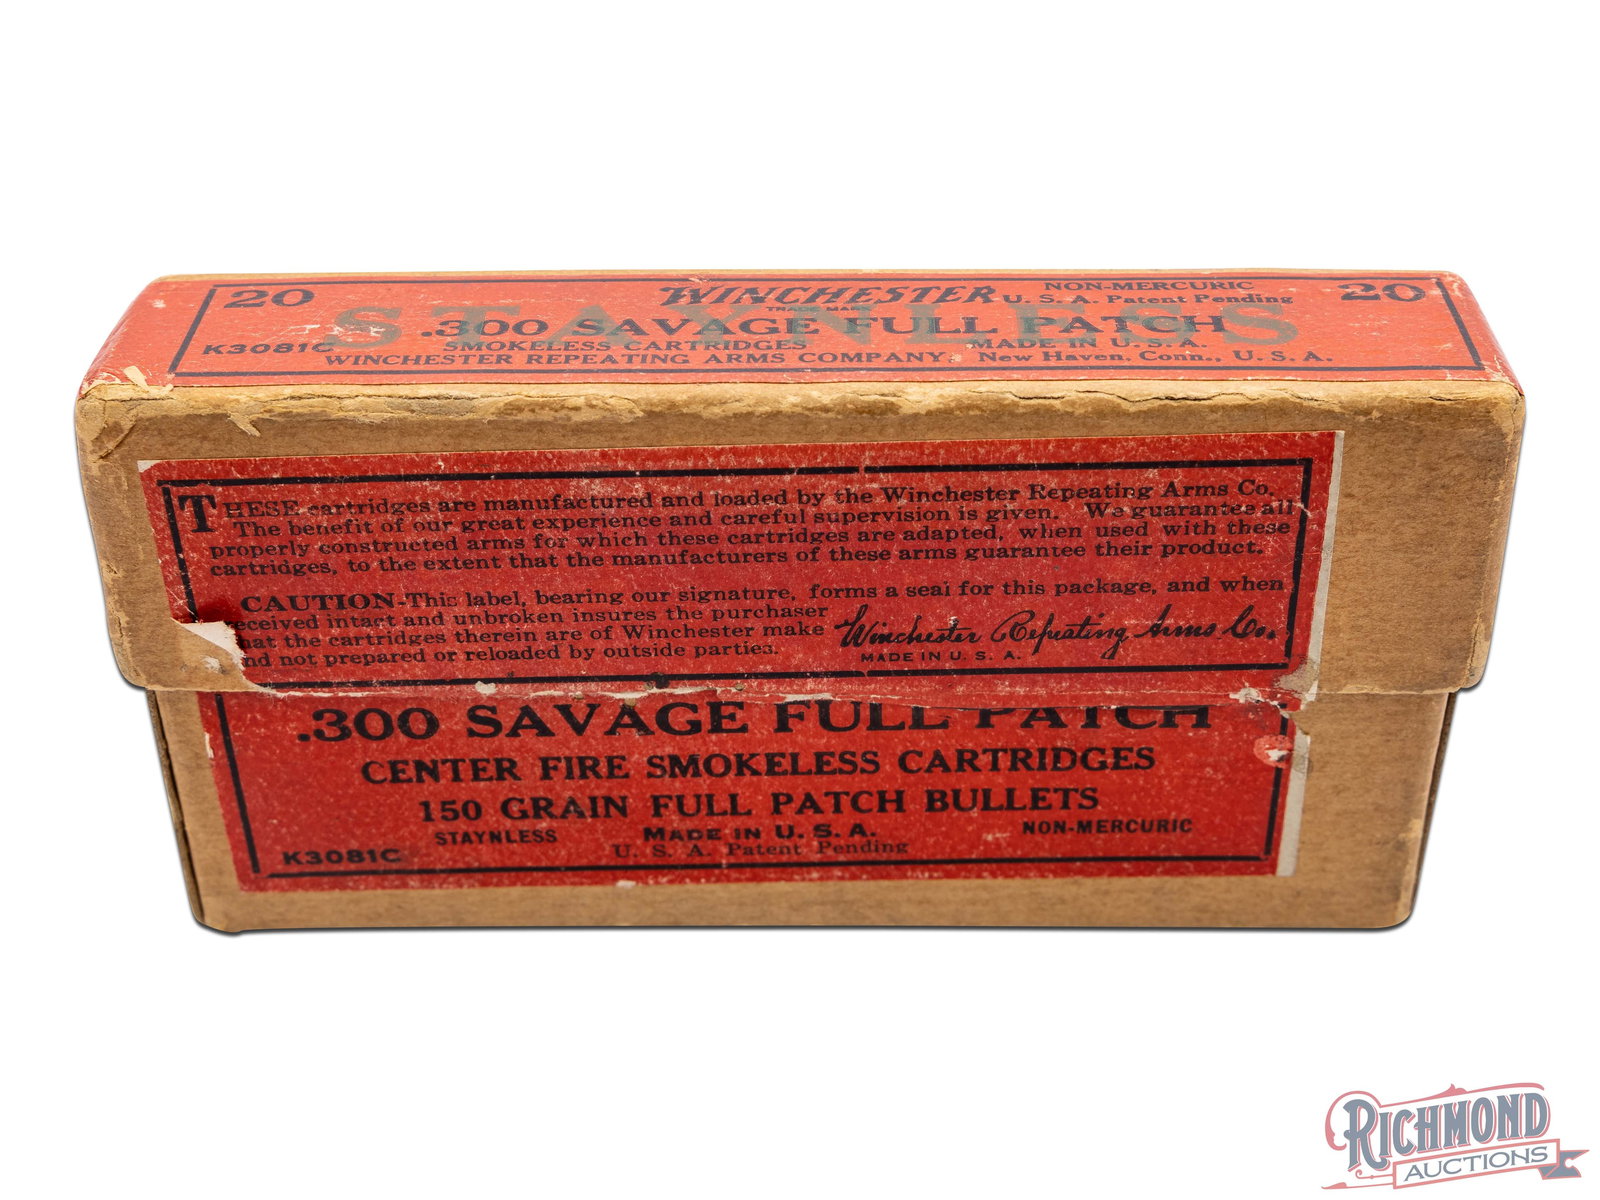 20 WINCHESTER NON-MERCURIC 20
TRADE MARK U. S. A. Patent Pending
STAYNLESS
.300 SAVAGE FULL PATCH
K3081C SMOKELESS CARTRIDGES MADE IN U. S. A.
WINCHESTER REPEATING ARMS COMPANY. New Haven, Conn., U. S. A.
THESE cartridges are manufactured and loaded by the Winchester Repeating Arms Co.
The benefit of our great experience and careful supervision is given. We guarantee all
properly constructed arms for which these cartridges are adapted, when used with these
cartridges, to the extent that the manufacturers of these arms guarantee their product.
CAUTION-This label, bearing our signature, forms a seal for this package, and when
eceived intact and unbroken insures the purchaser
hat the cartridges therein are of Winchester make
nd not prepared or reloaded by outside parties.
Winchester Repeating Arms Co.
MADE IN U. S. A.
.300 SAVAGE FULL PATCH
CENTER FIRE SMOKELESS CARTRIDGES
150 GRAIN FULL PATCH BULLETS
STAYNLESS MADE IN U. S. A. NON-MERCURIC
K3081C U. S. A. Patent Pending
RICHMOND
AUCTIONS